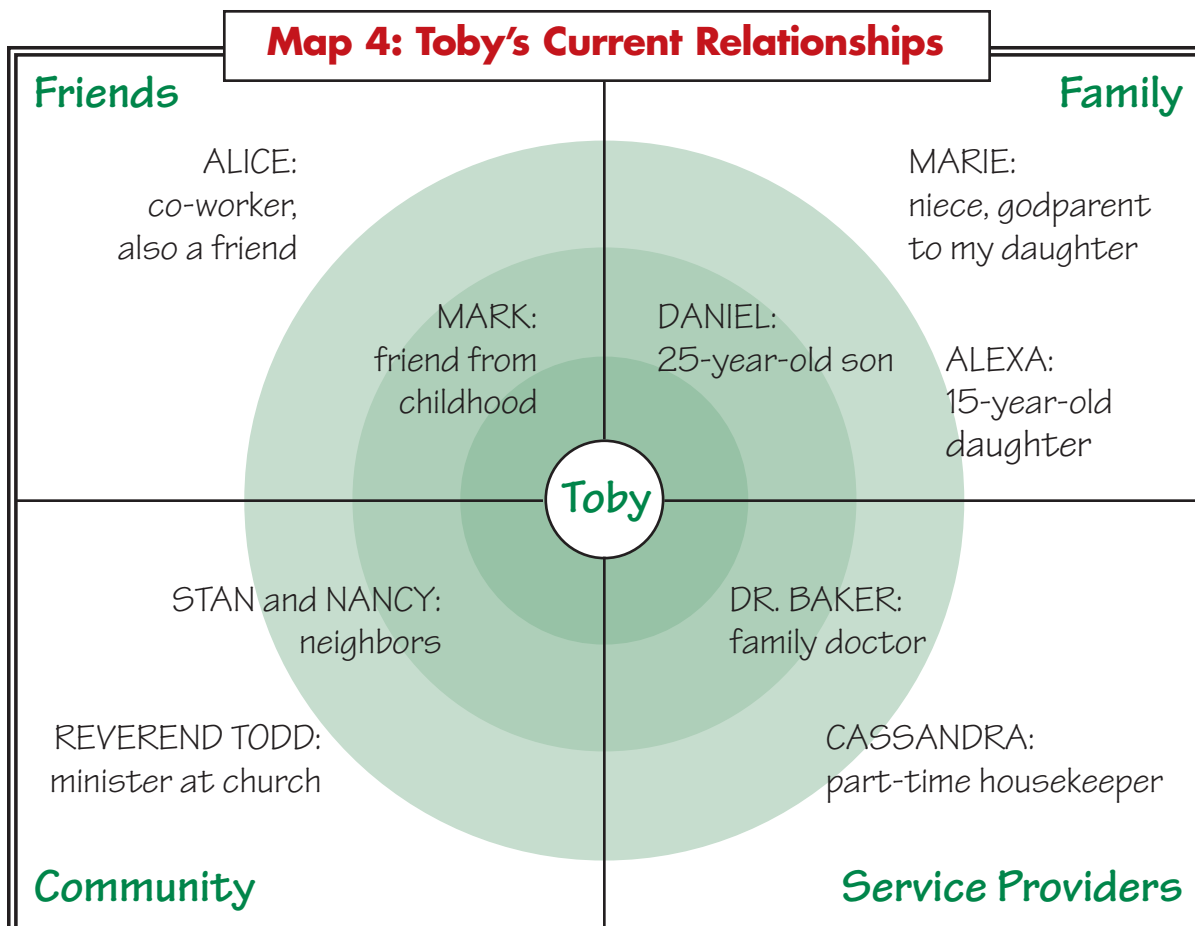 Map 4: Toby's Current Relationships
Friends
ALICE:
co-worker,
also a friend
MARK:
friend from
childhood
Family
MARIE:
niece, godparent
to my daughter
DANIEL:
25-year-old son
ALEXA:
15-year-old
daughter
Toby
STAN and NANCY:
neighbors
REVEREND TODD:
minister at church
Community
DR. BAKER:
family doctor
CASSANDRA:
part-time housekeeper
Service Providers